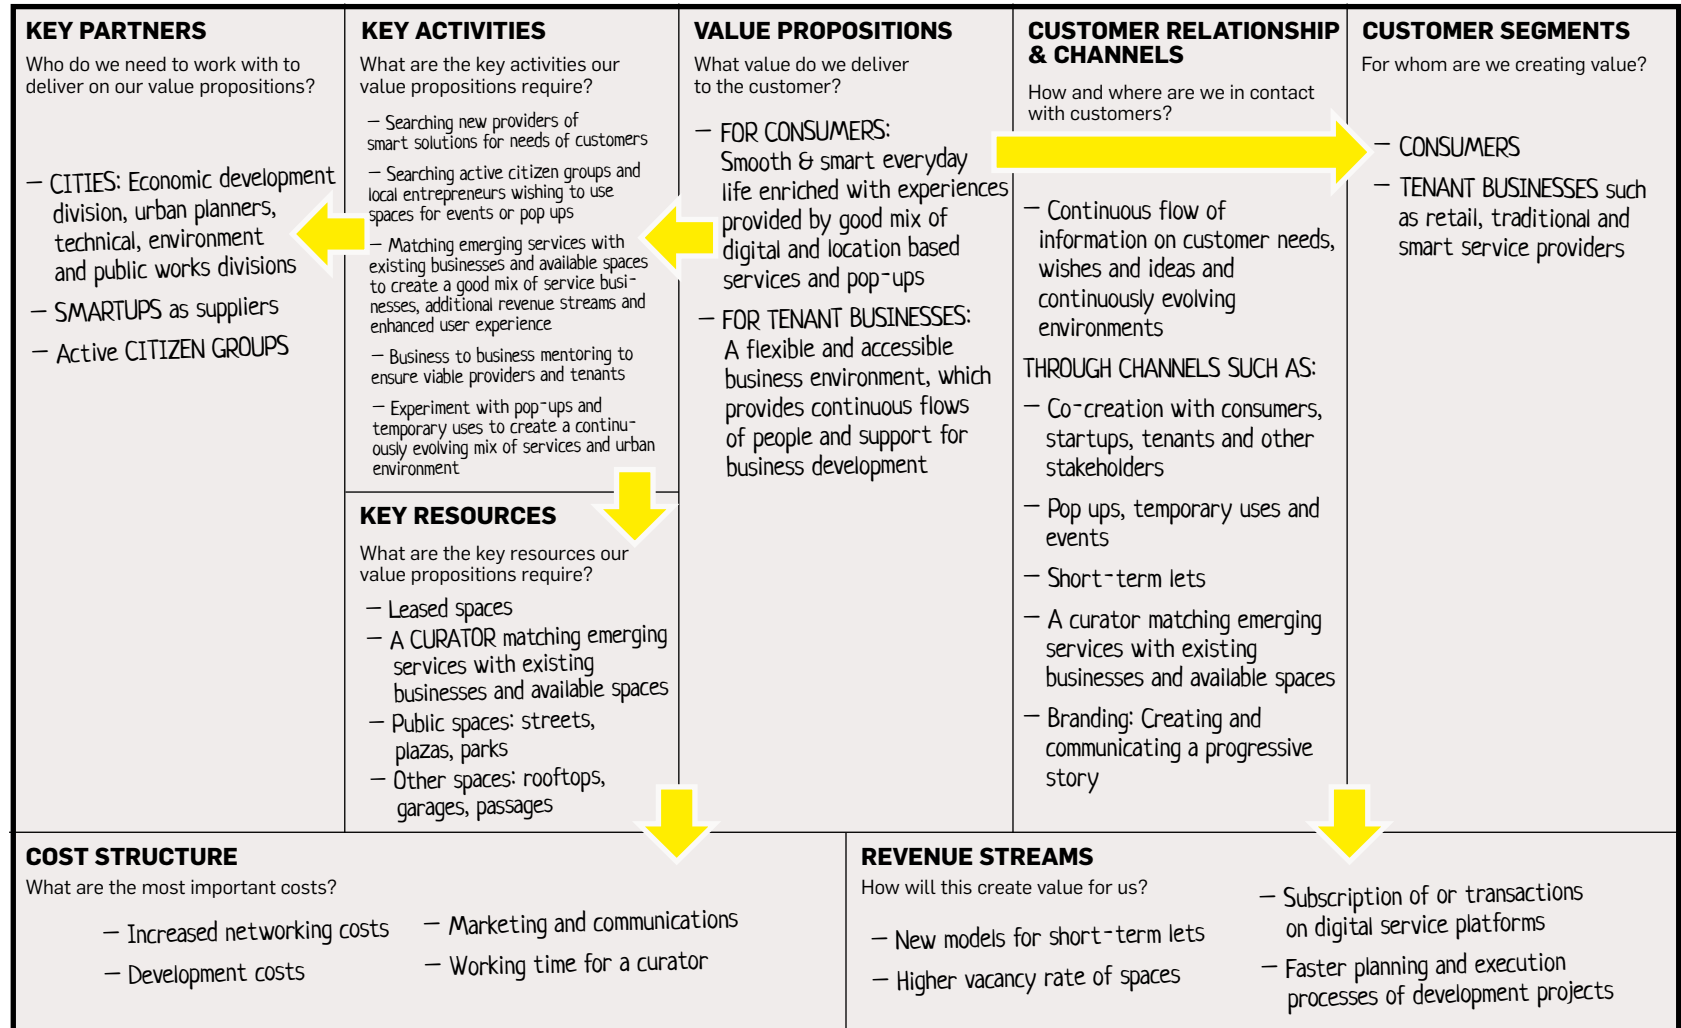 KEY PARTNERS
Who do we need to work with to
deliver on our value propositions?
— CITIES: Economic development
division, urban planners,
technical, environment
and public works divisions
— SMARTUPS as suppliers
— Active CITIZEN GROUPS
KEY ACTIVITIES
What are the key activities our
value propositions require?
— Searching new providers of
smart solutions for needs of customers
— Searching active citizen groups and
local entrepreneurs wishing to use
spaces for events or pop ups
— Matching emerging services with
existing businesses and available spaces
to create a good mix of service busi-
nesses, additional revenue streams and
enhanced user experience
— Business to business mentoring to
ensure viable providers and tenants
— Experiment with pop-ups and
temporary uses to create a continu-
ously evolving mix of services and urban
environment
KEY RESOURCES
What are the key resources our
value propositions require?
— Leased spaces
— A CURATOR matching emerging
services with existing
businesses and available spaces
— Public spaces: streets,
plazas, parks
— Other spaces: rooftops,
garages, passages
VALUE PROPOSITIONS
What value do we deliver
to the customer?
— FOR CONSUMERS:
Smooth & smart everyday
life enriched with experiences
provided by good mix of
digital and location based
services and pop-ups
— FOR TENANT BUSINESSES:
A flexible and accessible
business environment, which
provides continuous flows
of people and support for
business development
CUSTOMER RELATIONSHIP
& CHANNELS
How and where are we in contact
with customers?
— Continuous flow of
information on customer needs,
wishes and ideas and
continuously evolving
environments
THROUGH CHANNELS SUCH AS:
— Co-creation with consumers,
startups, tenants and other
stakeholders
— Pop ups, temporary uses and
events
— Short-term lets
— A curator matching emerging
services with existing
businesses and available spaces
— Branding: Creating and
communicating a progressive
story
CUSTOMER SEGMENTS
For whom are we creating value?
— CONSUMERS
— TENANT BUSINESSES such
as retail, traditional and
smart service providers
COST STRUCTURE
What are the most important costs?
— Increased networking costs
— Development costs
— Marketing and communications
— Working time for a curator
REVENUE STREAMS
How will this create value for us?
— New models for short-term lets
— Higher vacancy rate of spaces
— Subscription of or transactions
on digital service platforms
— Faster planning and execution
processes of development projects